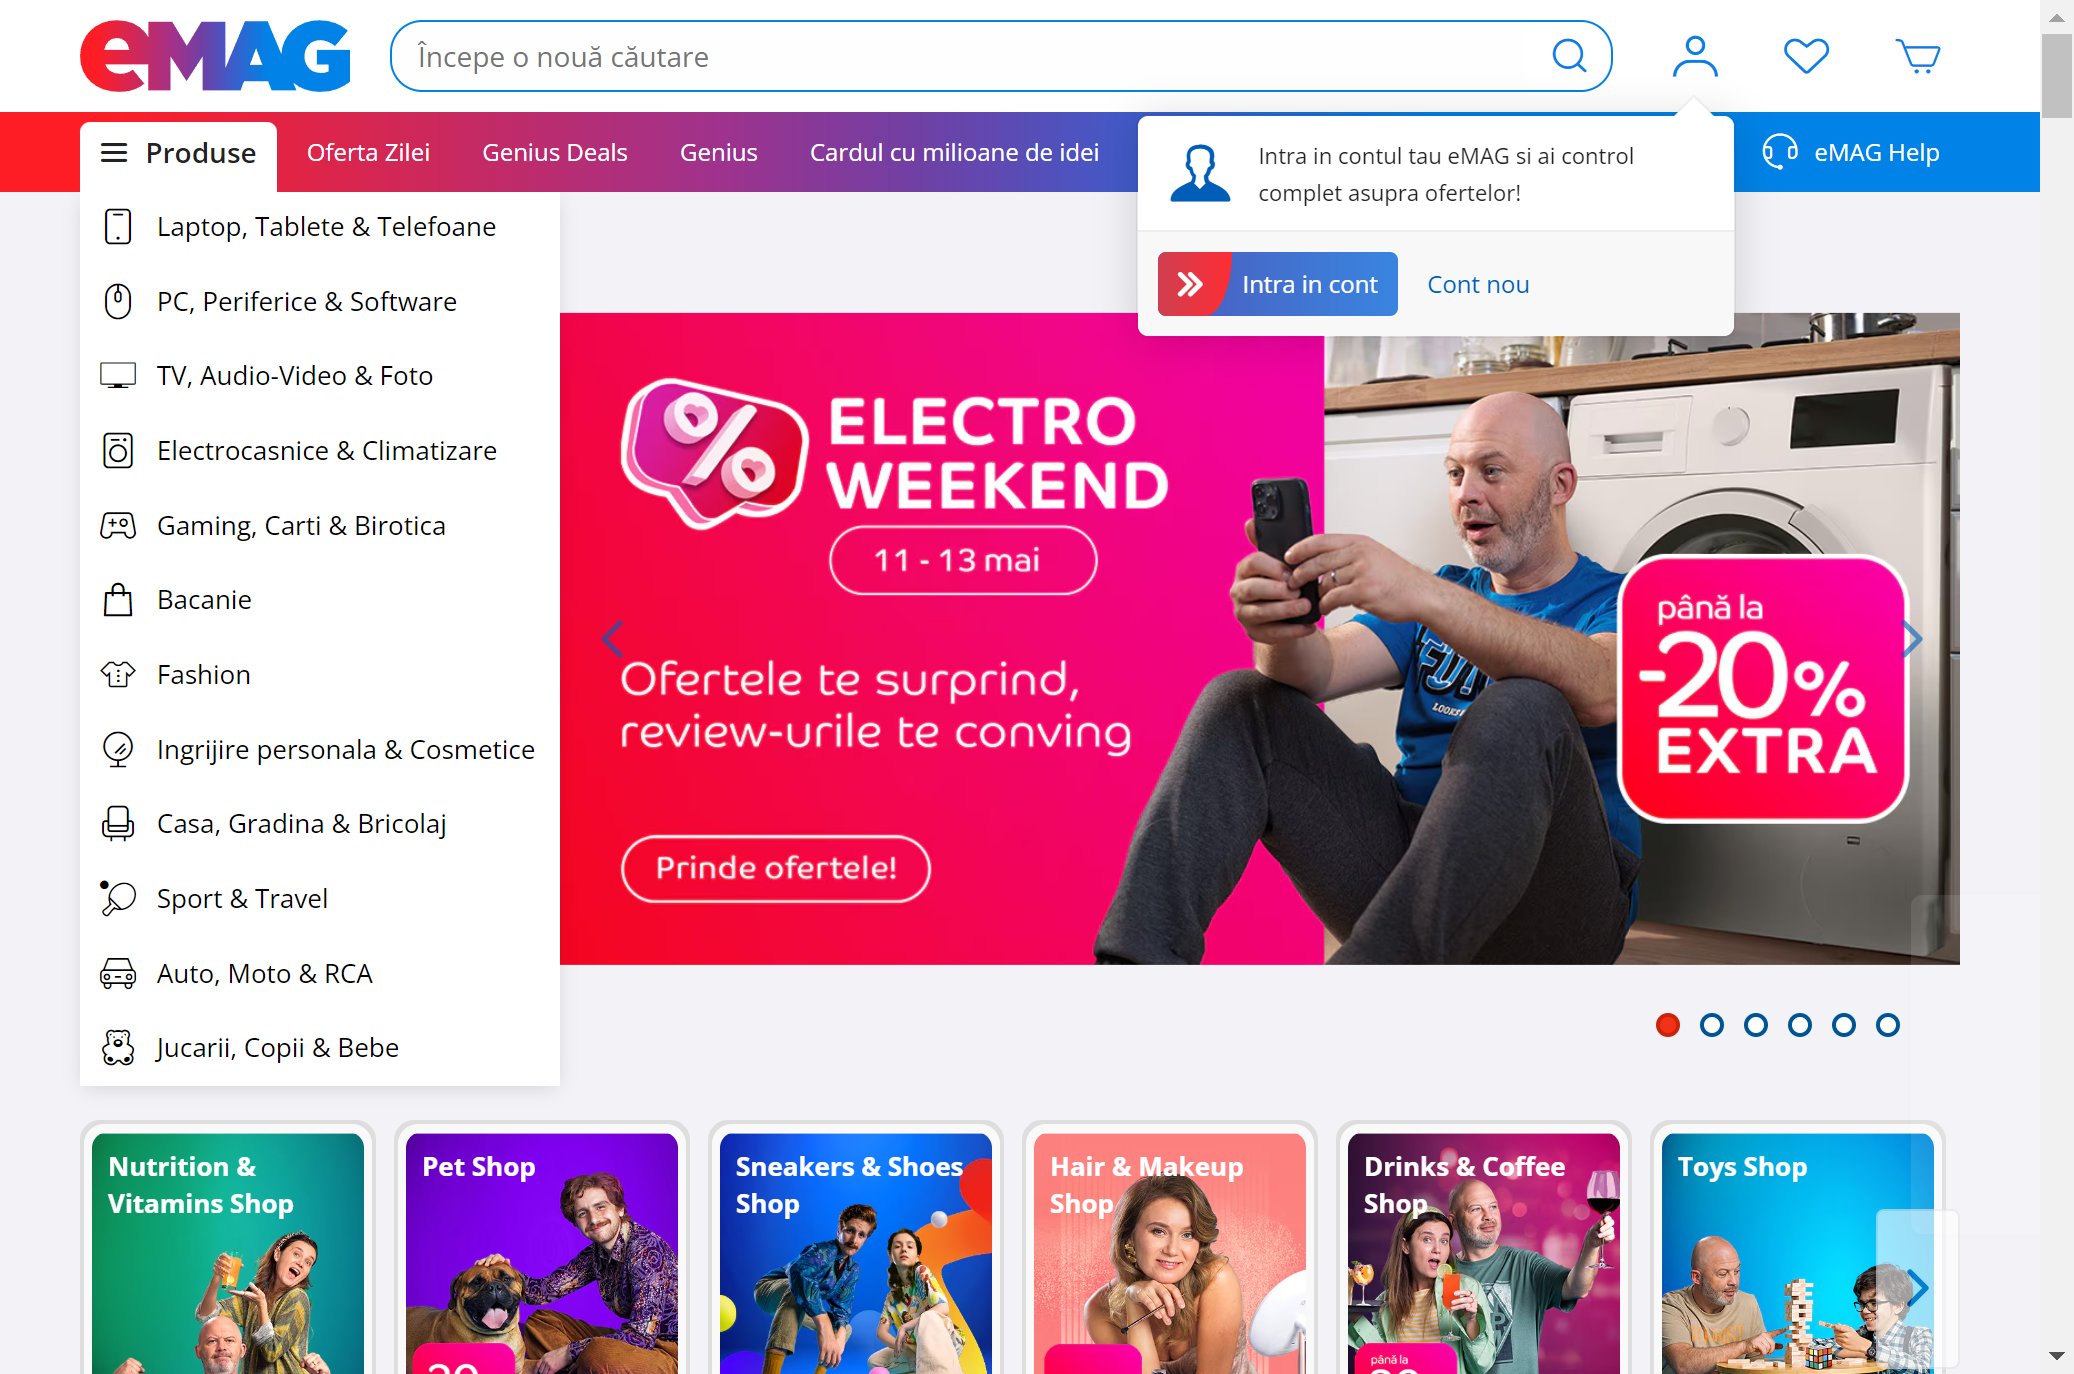 eMAG
Începe o nouă căutare
Produse
Oferta Zilei
Genius Deals
Genius
Cardul cu milioane de idei
eMAG Help
Intra in contul tau eMAG si ai control
complet asupra ofertelor!
Intra in cont
Cont nou
Laptop, Tablete & Telefoane
PC, Periferice & Software
TV, Audio-Video & Foto
Electrocasnice & Climatizare
Gaming, Carti & Birotica
Bacanie
Fashion
Ingrijire personala & Cosmetice
Casa, Gradina & Bricolaj
Sport & Travel
Auto, Moto & RCA
Jucarii, Copii & Bebe
%
ELECTRO
WEEKEND
11 - 13 mai
Ofertele te surprind,
review-urile te conving
Prinde ofertele!
până la
-20%
EXTRA
Nutrition &
Vitamins Shop
Pet Shop
Sneakers & Shoes
Shop
Hair & Makeup
Shop
Drinks & Coffee
Shop
până la
Toys Shop